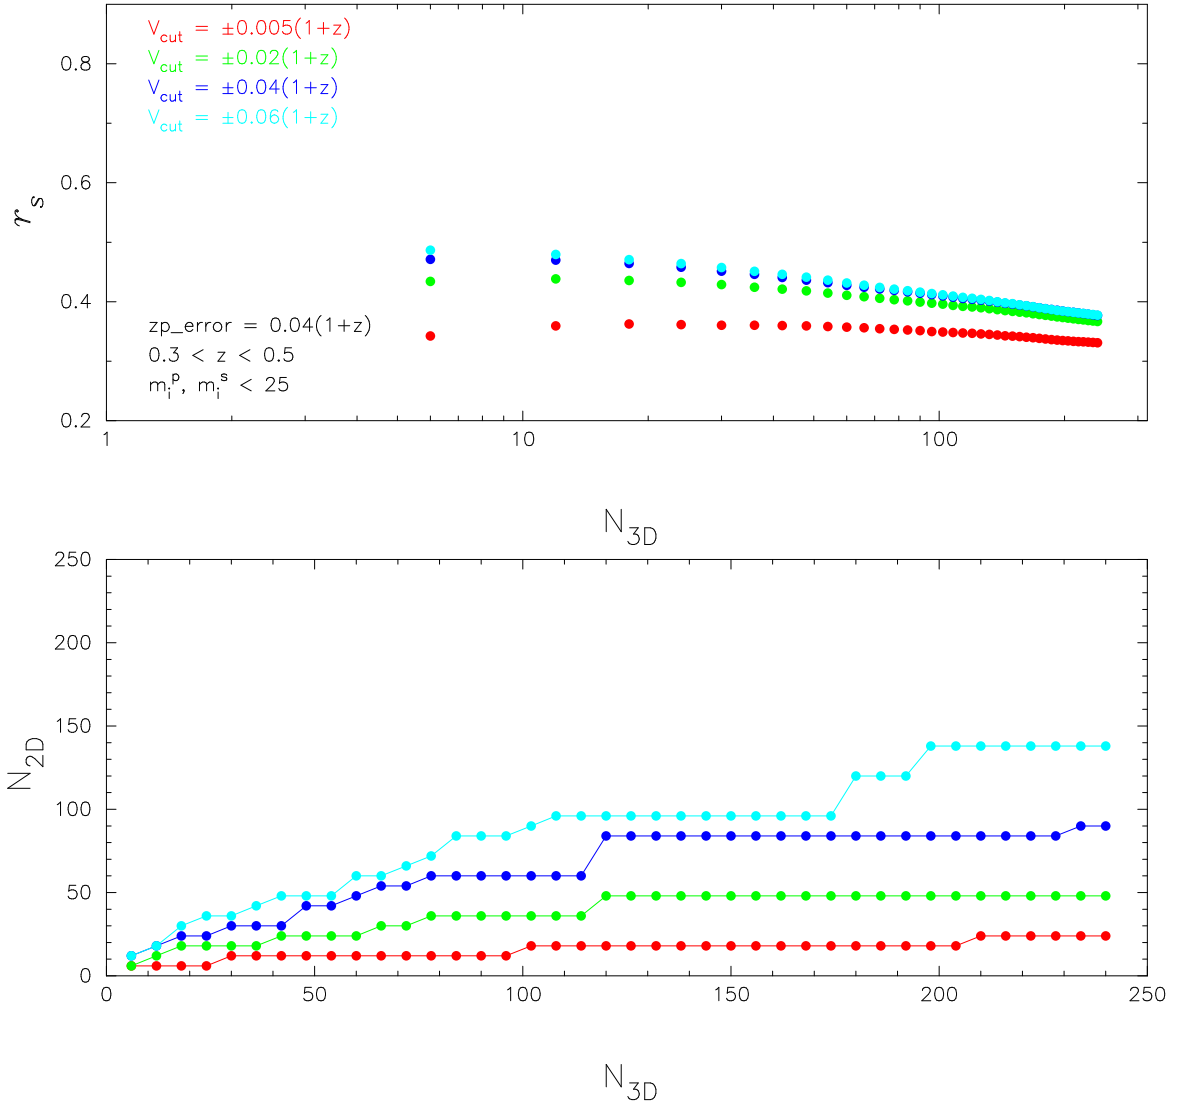 V_cut = ±0.005(1+z)
V_cut = ±0.02(1+z)
V_cut = ±0.04(1+z)
V_cut = ±0.06(1+z)
0.8
0.6
r_s
0.4
zp_error = 0.04(1+z)
0.3 < z < 0.5
m_i^p, m_i^s < 25
0.2
1 10 100
N_3D
250
200
150
N_2D
100
50
0
0 50 100 150 200 250
N_3D